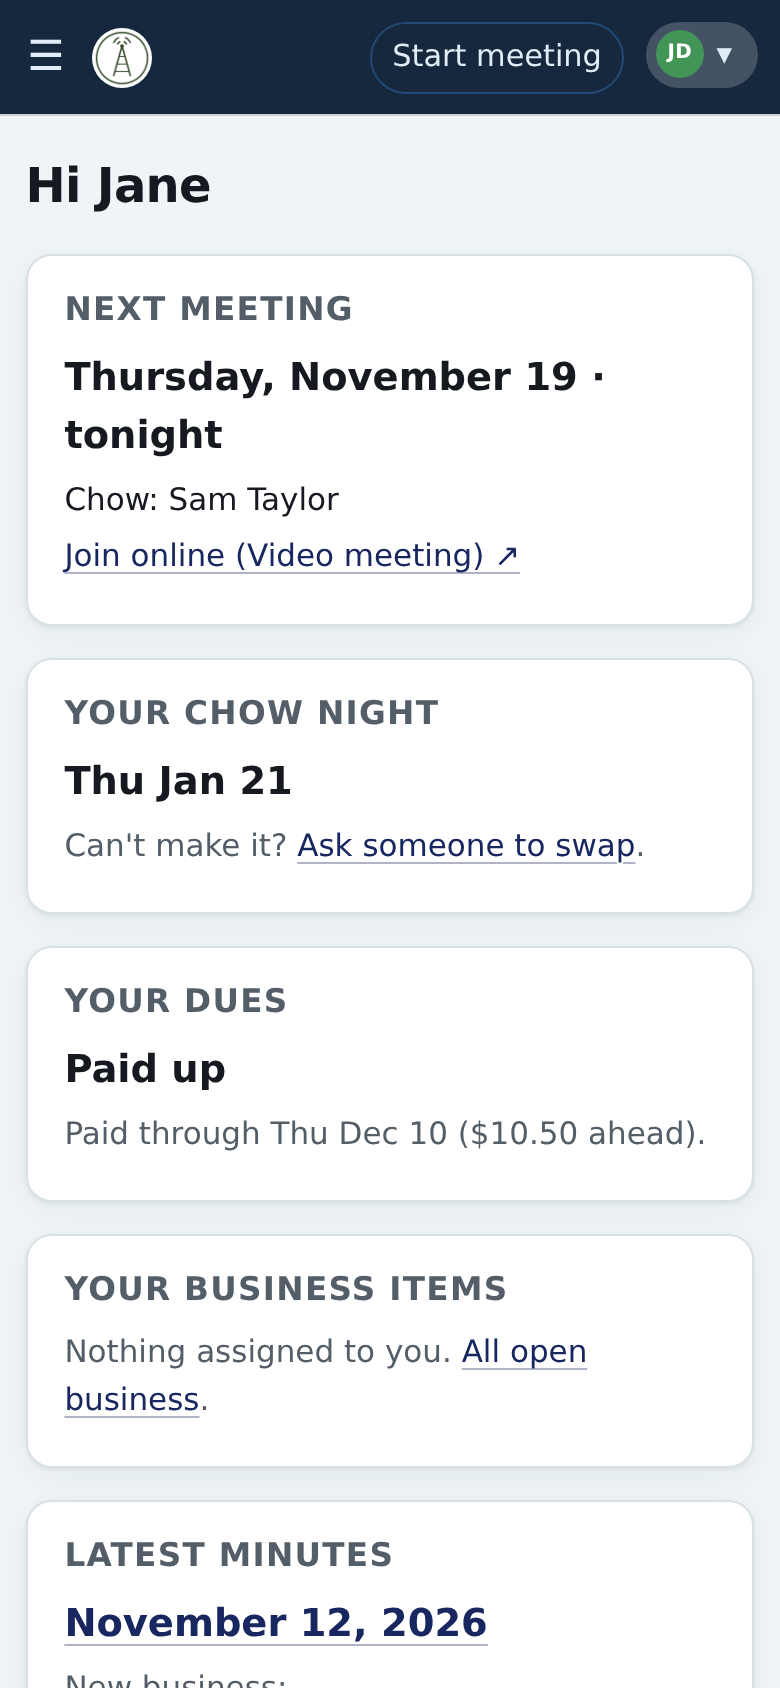 ☰ Start meeting JD ▼
Hi Jane
NEXT MEETING
Thursday, November 19 ·
tonight
Chow: Sam Taylor
Join online (Video meeting) ↗
YOUR CHOW NIGHT
Thu Jan 21
Can't make it? Ask someone to swap.
YOUR DUES
Paid up
Paid through Thu Dec 10 ($10.50 ahead).
YOUR BUSINESS ITEMS
Nothing assigned to you. All open
business.
LATEST MINUTES
November 12, 2026
New business: